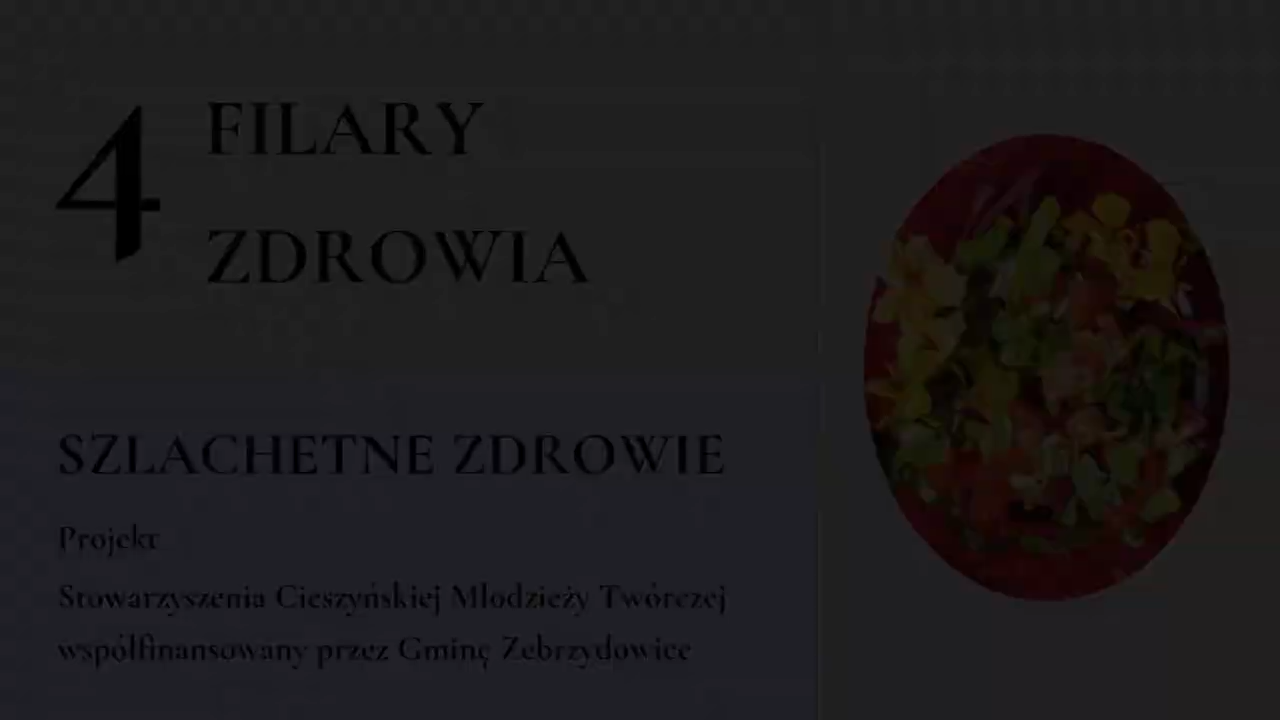 4 FILARY
ZDROWIA
SZLACHETNE ZDROWIE
Projekt
Stowarzyszenia Cieszyńskiej Młodzieży Twórczej
współfinansowany przez Gminę Zebrzydowice